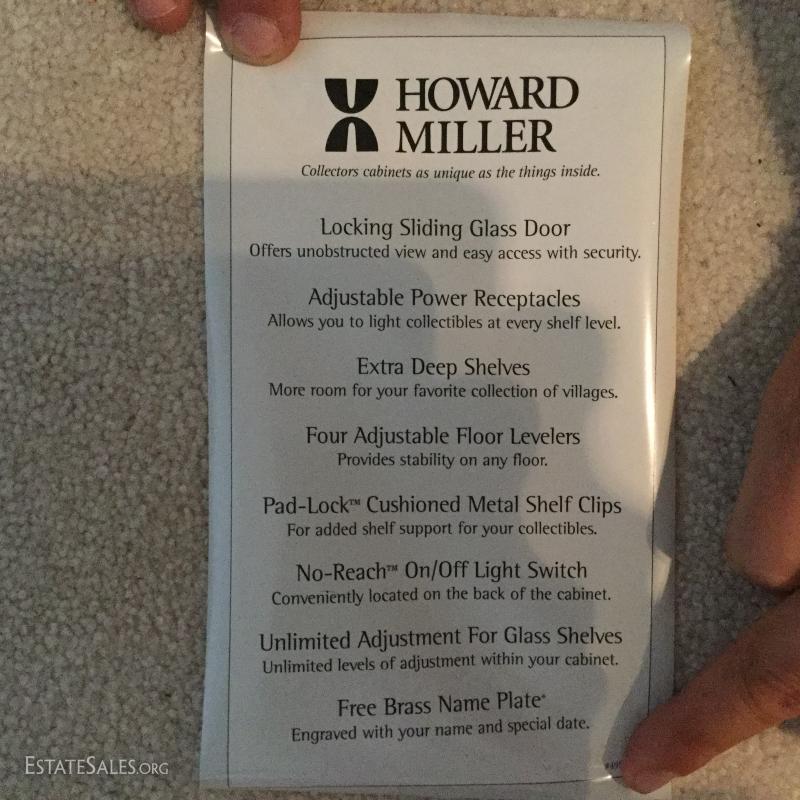 HOWARD
MILLER
Collectors cabinets as unique as the things inside.
Locking Sliding Glass Door
Offers unobstructed view and easy access with security.
Adjustable Power Receptacles
Allows you to light collectibles at every shelf level.
Extra Deep Shelves
More room for your favorite collection of villages.
Four Adjustable Floor Levelers
Provides stability on any floor.
Pad-Lock™ Cushioned Metal Shelf Clips
For added shelf support for your collectibles.
No-Reach™ On/Off Light Switch
Conveniently located on the back of the cabinet.
Unlimited Adjustment For Glass Shelves
Unlimited levels of adjustment within your cabinet.
Free Brass Name Plate*
Engraved with your name and special date.
ESTATESALES.ORG